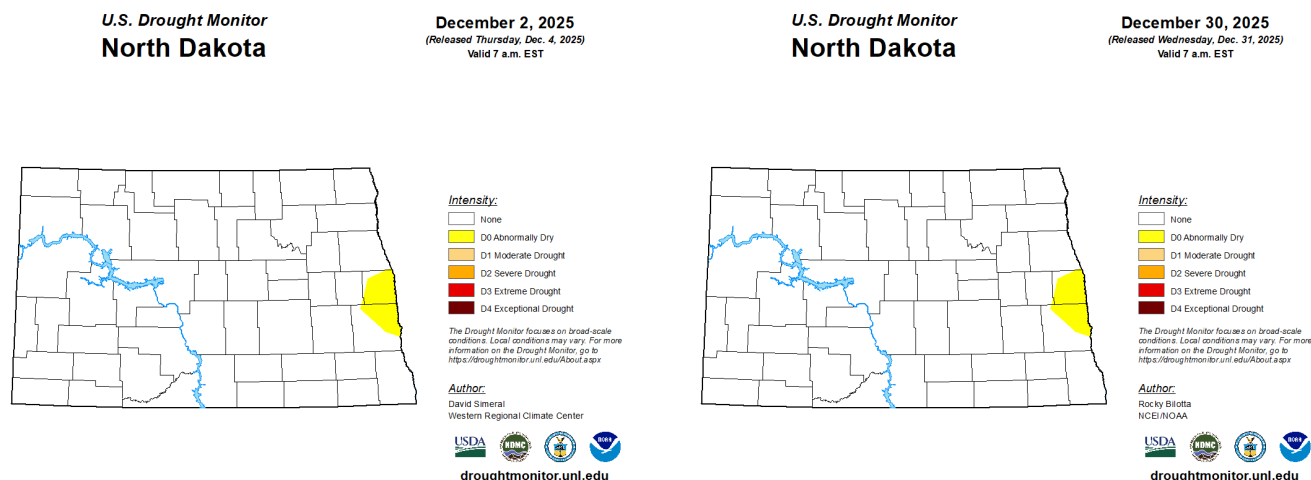 U.S. Drought Monitor
North Dakota
December 2, 2025
(Released Thursday, Dec. 4, 2025)
Valid 7 a.m. EST
Intensity:
None
D0 Abnormally Dry
D1 Moderate Drought
D2 Severe Drought
D3 Extreme Drought
D4 Exceptional Drought
The Drought Monitor focuses on broad-scale
conditions. Local conditions may vary. For more
information on the Drought Monitor, go to
https://droughtmonitor.unl.edu/About.aspx
Author:
David Simeral
Western Regional Climate Center
USDA
NDMC
NOAA
droughtmonitor.unl.edu
U.S. Drought Monitor
North Dakota
December 30, 2025
(Released Wednesday, Dec. 31, 2025)
Valid 7 a.m. EST
Intensity:
None
D0 Abnormally Dry
D1 Moderate Drought
D2 Severe Drought
D3 Extreme Drought
D4 Exceptional Drought
The Drought Monitor focuses on broad-scale
conditions. Local conditions may vary. For more
information on the Drought Monitor, go to
https://droughtmonitor.unl.edu/About.aspx
Author:
Rocky Bilotta
NCEI/NOAA
USDA
NDMC
NOAA
droughtmonitor.unl.edu